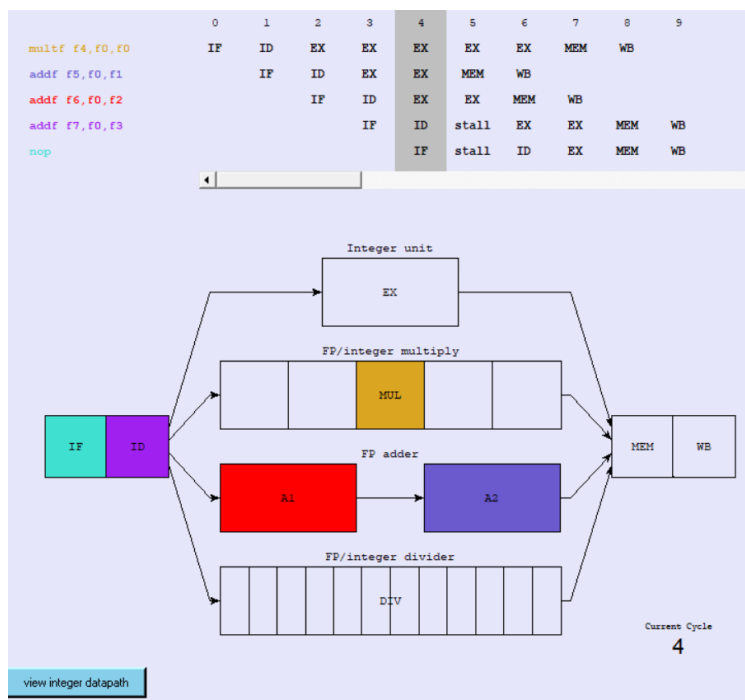 0 1 2 3 4 5 6 7 8 9
multf f4,f0,f0 IF ID EX EX EX EX EX MEM WB
addf f5,f0,f1 IF ID EX EX MEM WB
addf f6,f0,f2 IF ID EX EX MEM WB
addf f7,f0,f3 IF ID stall EX EX MEM WB
nop IF stall ID EX MEM WB
Integer unit
EX
FP/integer multiply
MUL
IF ID
MEM WB
FP adder
A1 A2
FP/integer divider
DIV
Current Cycle
4
view integer datapath